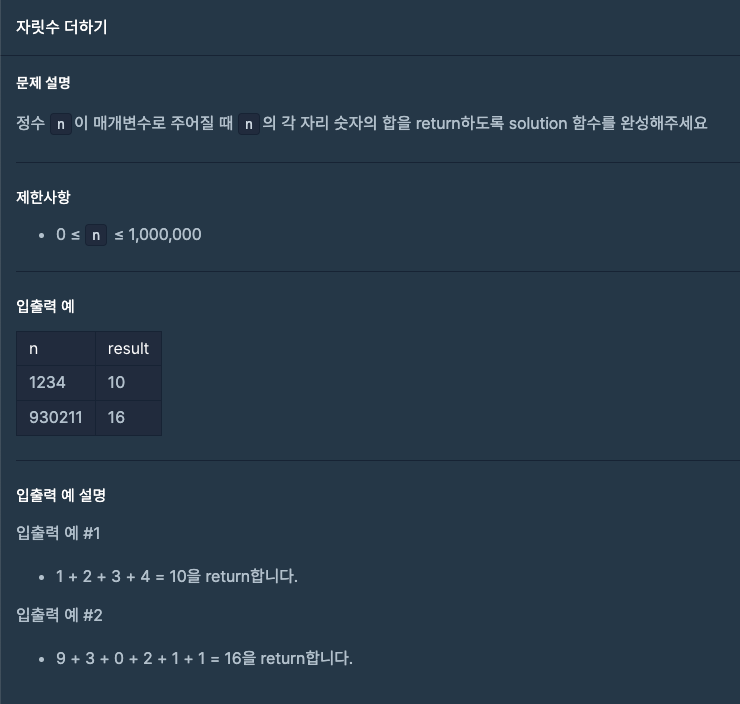 자릿수 더하기
문제 설명
정수 n 이 매개변수로 주어질 때 n 의 각 자리 숫자의 합을 return하도록 solution 함수를 완성해주세요
제한사항
• 0 ≤ n ≤ 1,000,000
입출력 예
n result
1234 10
930211 16
입출력 예 설명
입출력 예 #1
• 1 + 2 + 3 + 4 = 10을 return합니다.
입출력 예 #2
• 9 + 3 + 0 + 2 + 1 + 1 = 16을 return합니다.